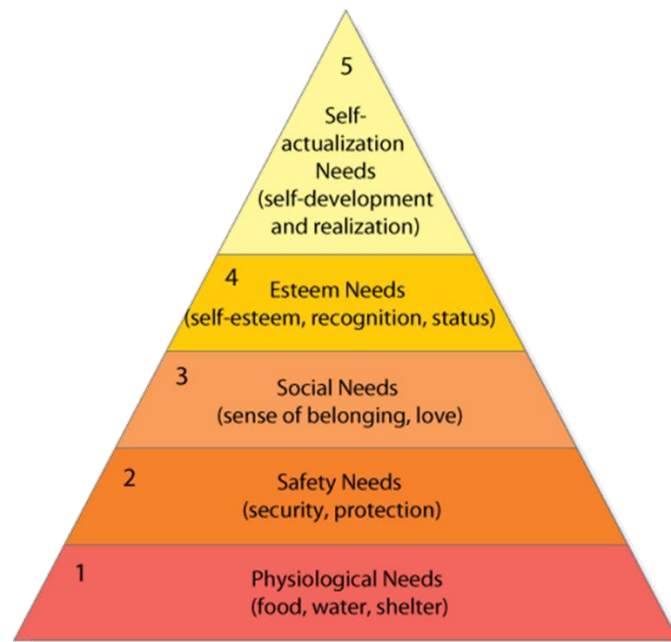 5
Self-
actualization
Needs
(self-development
and realization)
4
Esteem Needs
(self-esteem, recognition, status)
3
Social Needs
(sense of belonging, love)
2
Safety Needs
(security, protection)
1
Physiological Needs
(food, water, shelter)